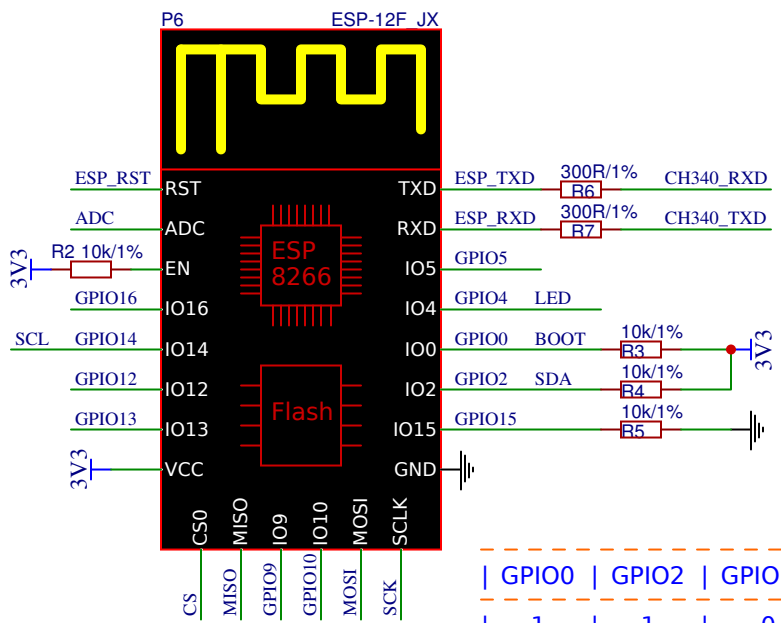 P6 ESP-12F_JX
ESP_RST RST TXD ESP_TXD 300R/1% R6 CH340_RXD
ADC ADC RXD ESP_RXD 300R/1% R7 CH340_TXD
3V3 R2 10k/1% EN ESP 8266 IO5 GPIO5
GPIO16 IO16 IO4 GPIO4 LED
SCL GPIO14 IO14 IO0 GPIO0 BOOT 10k/1% R3 3V3
GPIO12 IO12 IO2 GPIO2 SDA 10k/1% R4
GPIO13 IO13 Flash IO15 GPIO15 10k/1% R5
3V3 VCC GND
CS0 MISO IO9 IO10 MOSI SCLK
CS MISO GPIO9 GPIO10 MOSI SCK
| GPIO0 | GPIO2 | GPIO
| 1 | 1 | 0